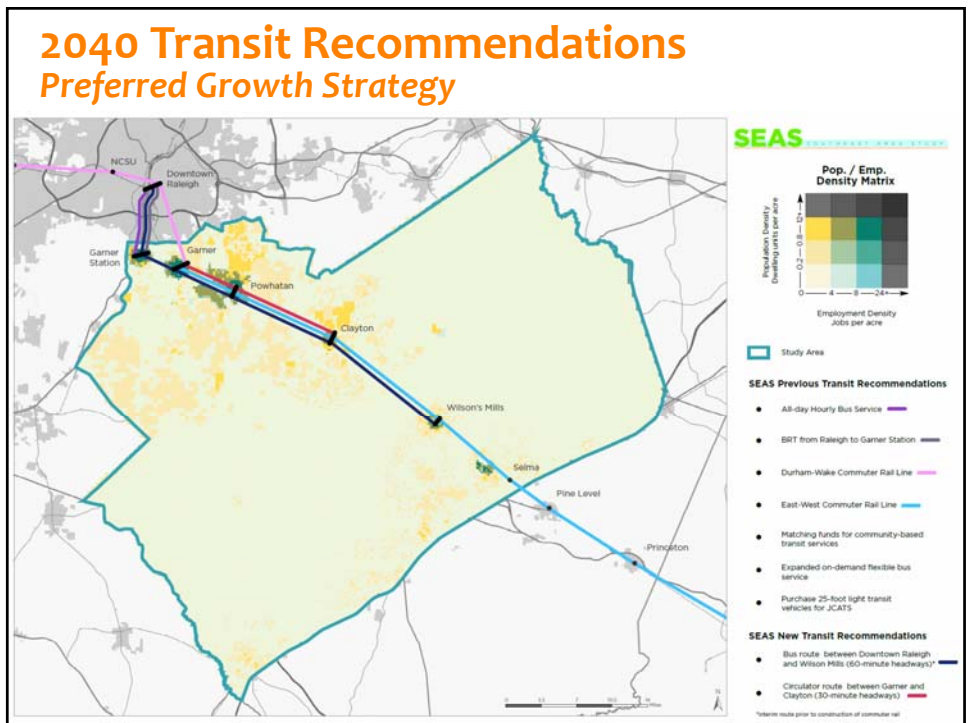 2040 Transit Recommendations
Preferred Growth Strategy
NCSU
Downtown
Raleigh
Garner
Station
Garner
Powhatan
Clayton
Wilson's Mills
Selma
Pine Level
Princeton
SEAS SOUTHEAST AREA STUDY
Pop. / Emp.
Density Matrix
Population Density
Dwelling units per acre
0 4 8 24+
Employment Density
Jobs per acre
Study Area
SEAS Previous Transit Recommendations
• All-day Hourly Bus Service
• BRT from Raleigh to Garner Station
• Durham-Wake Commuter Rail Line
• East-West Commuter Rail Line
• Matching funds for community-based
transit services
• Expanded on-demand flexible bus
service
• Purchase 25-foot light transit
vehicles for JCATS
SEAS New Transit Recommendations
• Bus route between Downtown Raleigh
and Wilson Mills (60-minute headways)*
• Circulator route between Garner and
Clayton (30-minute headways)
*Interim route prior to construction of commuter rail
N